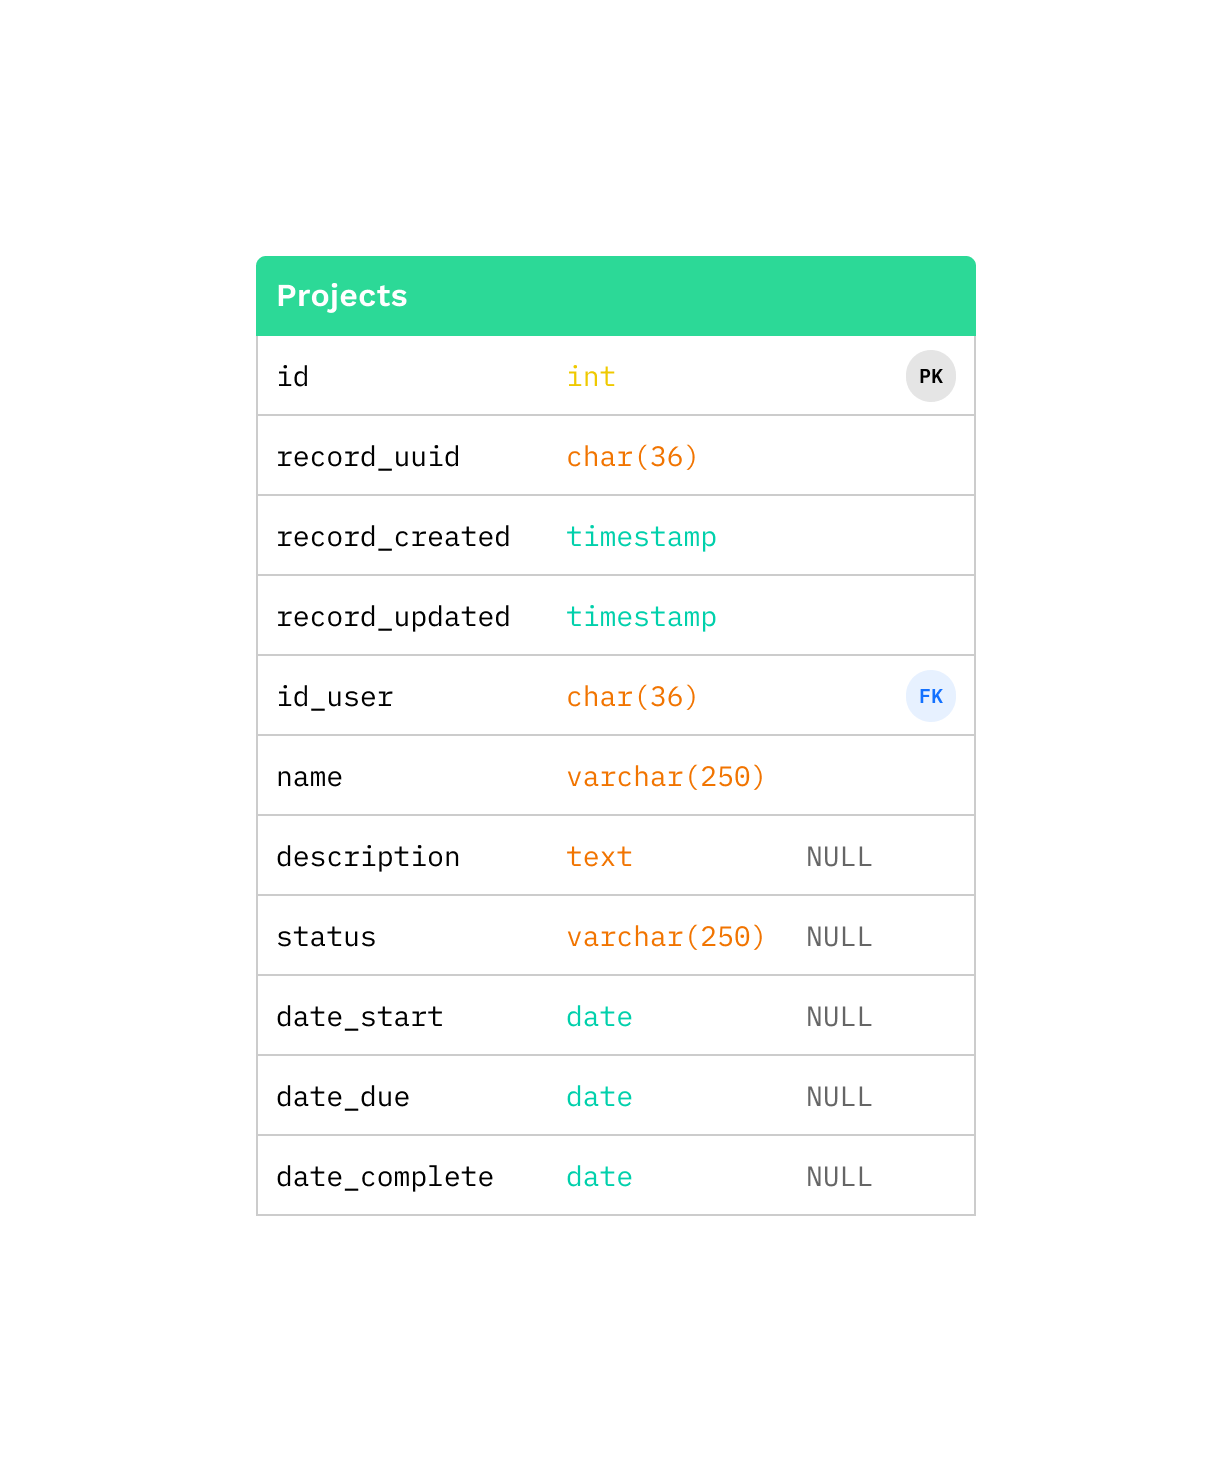 Projects
id int PK
record_uuid char(36)
record_created timestamp
record_updated timestamp
id_user char(36) FK
name varchar(250)
description text NULL
status varchar(250) NULL
date_start date NULL
date_due date NULL
date_complete date NULL